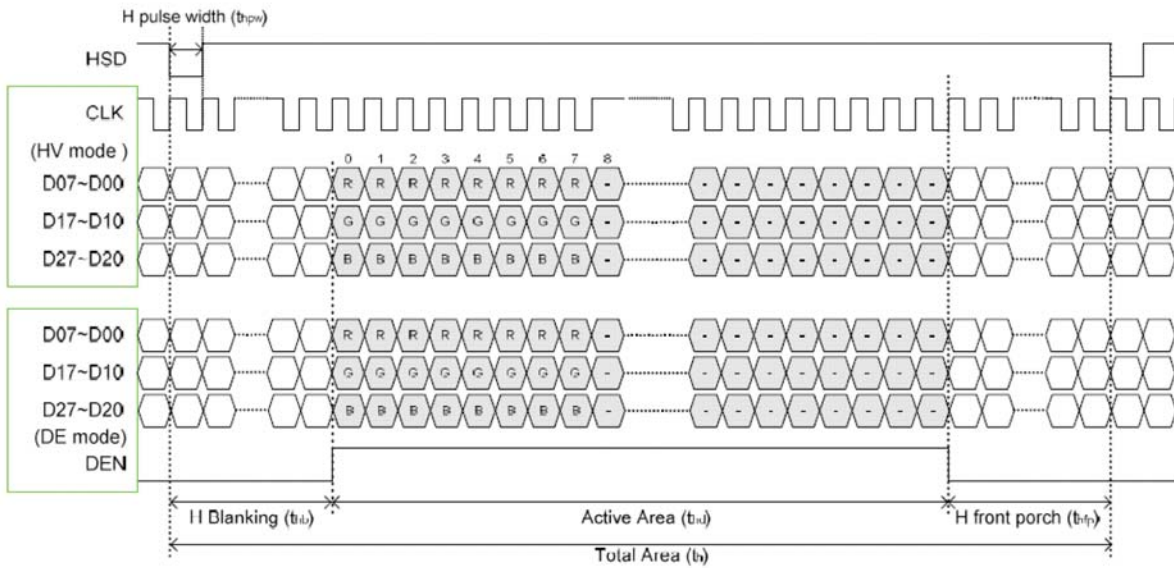 H pulse width (thpw)
HSD
CLK
(HV mode )
0 1 2 3 4 5 6 7 8
D07~D00 R R R R R R R R - - - - - - - - -
D17~D10 G G G G G G G G - - - - - - - - -
D27~D20 B B B B B B B B - - - - - - - - -
D07~D00 R R R R R R R R - - - - - - - - -
D17~D10 G G G G G G G G - - - - - - - - -
D27~D20 B B B B B B B B - - - - - - - - -
(DE mode)
DEN
H Blanking (thb) Active Area (thd) H front porch (thfp)
Total Area (th)